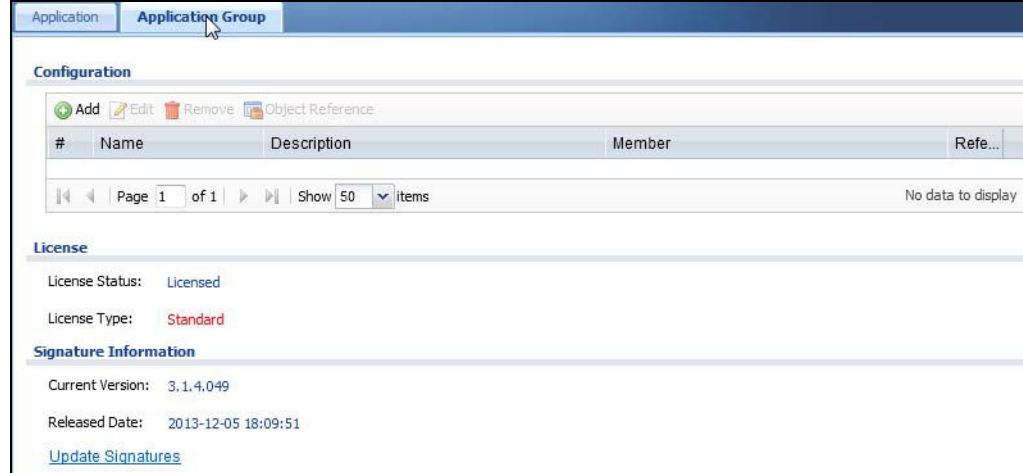 Application Application Group
Configuration
Add Edit Remove Object Reference
# Name Description Member Refe...
Page 1 of 1 Show 50 items No data to display
License
License Status: Licensed
License Type: Standard
Signature Information
Current Version: 3.1.4.049
Released Date: 2013-12-05 18:09:51
Update Signatures